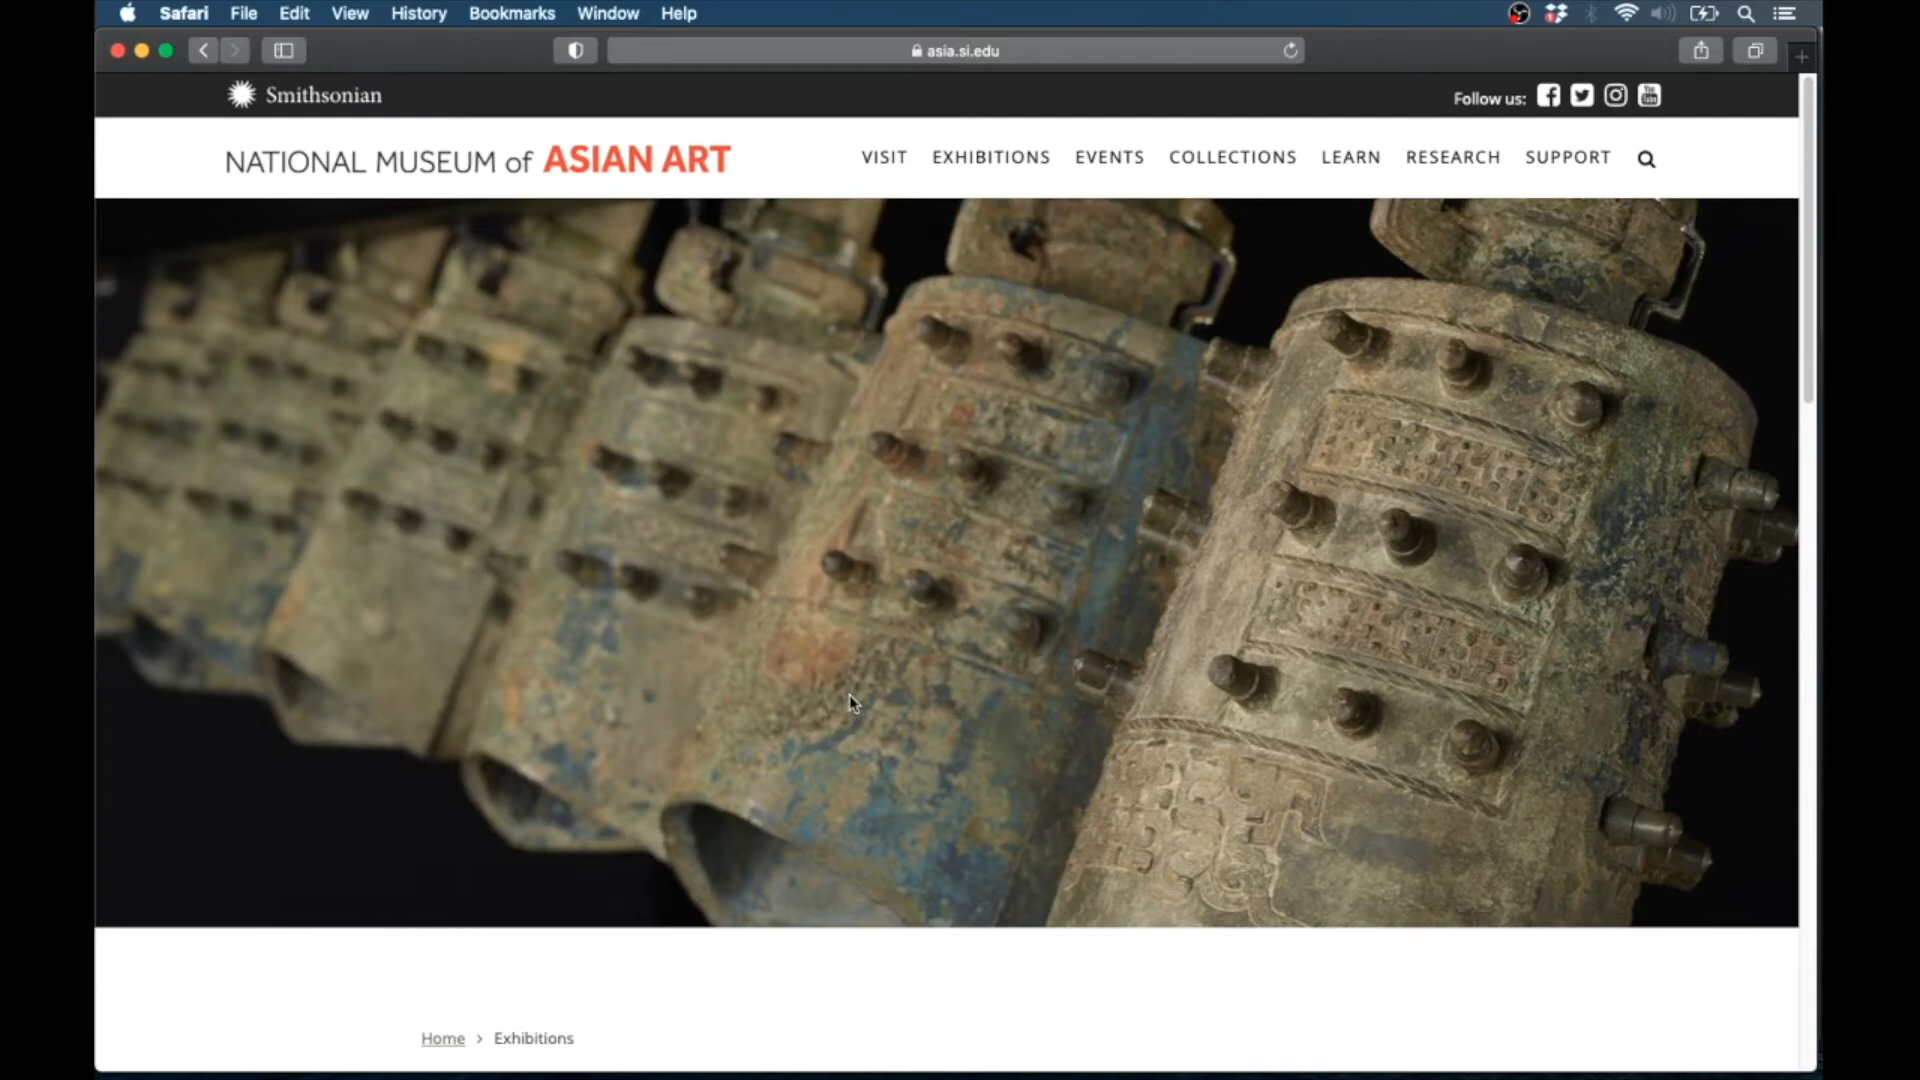 Safari File Edit View History Bookmarks Window Help
asia.si.edu
Smithsonian
Follow us:
NATIONAL MUSEUM of ASIAN ART
VISIT EXHIBITIONS EVENTS COLLECTIONS LEARN RESEARCH SUPPORT
Home > Exhibitions